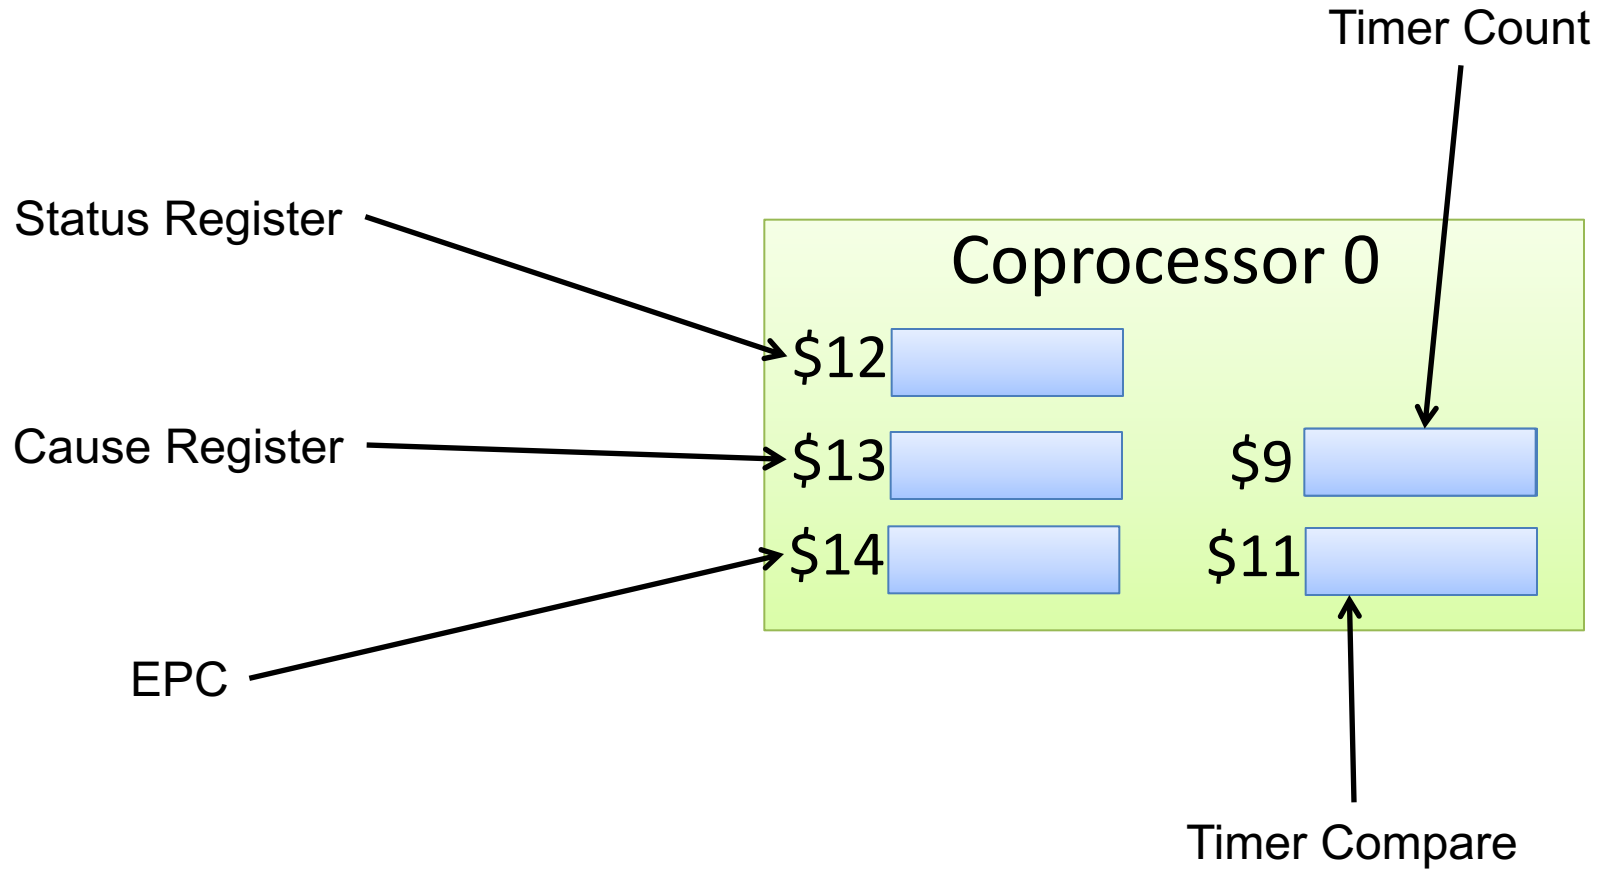 Timer Count
Status Register
Coprocessor 0
$12
Cause Register
$13
$9
$14
$11
EPC
Timer Compare